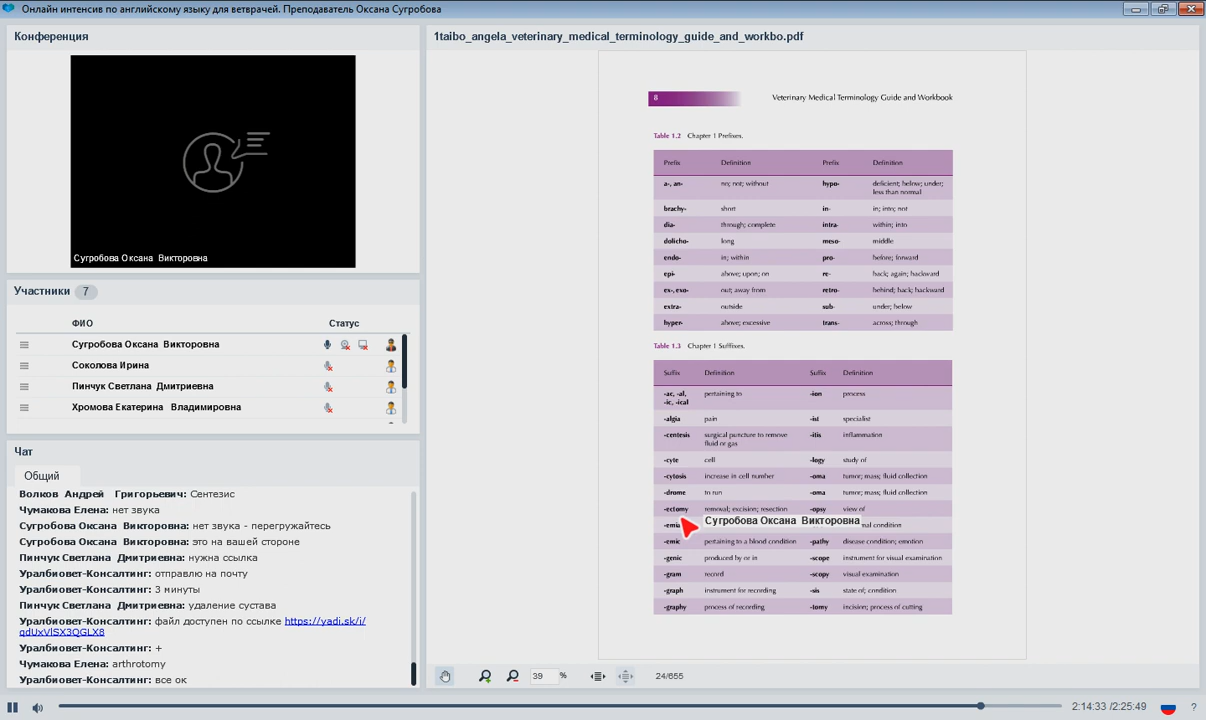 Онлайн интенсив по английскому языку для ветврачей. Преподаватель Оксана Сугробова
Конференция
Сугробова Оксана Викторовна
Участники 7
ФИО Статус
Сугробова Оксана Викторовна
Соколова Ирина
Пинчук Светлана Дмитриевна
Хромова Екатерина Владимировна
Чат
Общий
Волков Андрей Григорьевич: Сентезис
Чумакова Елена: нет звука
Сугробова Оксана Викторовна: нет звука - перегружайтесь
Сугробова Оксана Викторовна: это на вашей стороне
Пинчук Светлана Дмитриевна: нужна ссылка
Уралбиовет-Консалтинг: отправлю на почту
Уралбиовет-Консалтинг: 3 минуты
Пинчук Светлана Дмитриевна: удаление сустава
Уралбиовет-Консалтинг: файл доступен по ссылке https://yadi.sk/i/
qdUxVlSX3QGLX8
Уралбиовет-Консалтинг: +
Чумакова Елена: arthrotomy
Уралбиовет-Консалтинг: все ок
1taibo_angela_veterinary_medical_terminology_guide_and_workbo.pdf
8 Veterinary Medical Terminology Guide and Workbook
Table 1.2 Chapter 1 Prefixes.
Prefix Definition Prefix Definition
a-, an- no; not; without hypo- deficient; below; under;
less than normal
brachy- short in- in; into; not
dia- through; complete intra- within; into
dolicho- long meso- middle
endo- in; within pro- before; forward
epi- above; upon; on re- back; again; backward
ex-, exo- out; away from retro- behind; back; backward
extra- outside sub- under; below
hyper- above; excessive trans- across; through
Table 1.3 Chapter 1 Suffixes.
Suffix Definition Suffix Definition
-ac, -al, pertaining to -ion process
-ic, -ical
-algia pain -ist specialist
-centesis surgical puncture to remove -itis inflammation
fluid or gas
-cyte cell -logy study of
-cytosis increase in cell number -oma tumor; mass; fluid collection
-drome to run -oma tumor; mass; fluid collection
-ectomy removal; excision; resection -opsy view of
Сугробова Оксана Викторовна
-emia condition
-emic pertaining to a blood condition -pathy disease condition; emotion
-genic produced by or in -scope instrument for visual examination
-gram record -scopy visual examination
-graph instrument for recording -sis state of; condition
-graphy process of recording -tomy incision; process of cutting
39 % 24/655
2:14:33 /2:25:49 ?